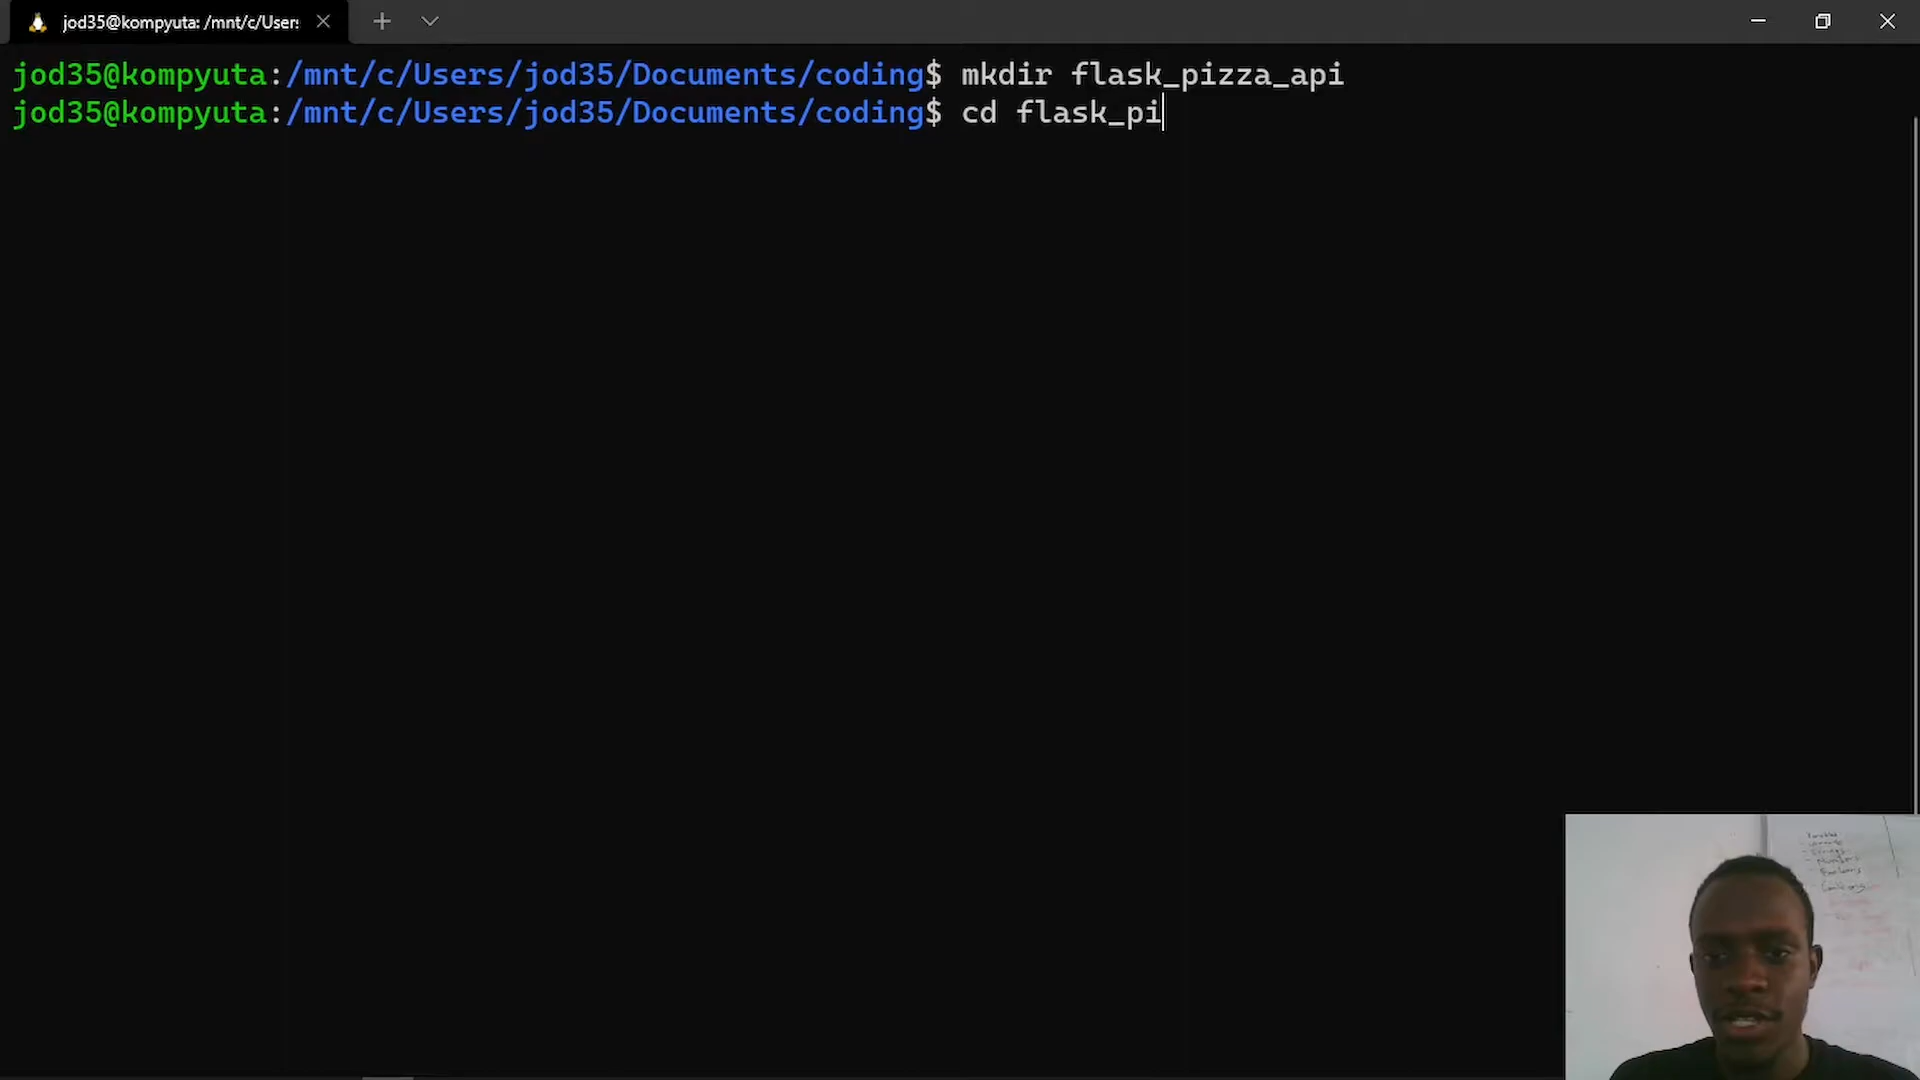 jod35@kompyuta: /mnt/c/Users
jod35@kompyuta:/mnt/c/Users/jod35/Documents/coding$ mkdir flask_pizza_api
jod35@kompyuta:/mnt/c/Users/jod35/Documents/coding$ cd flask_pi